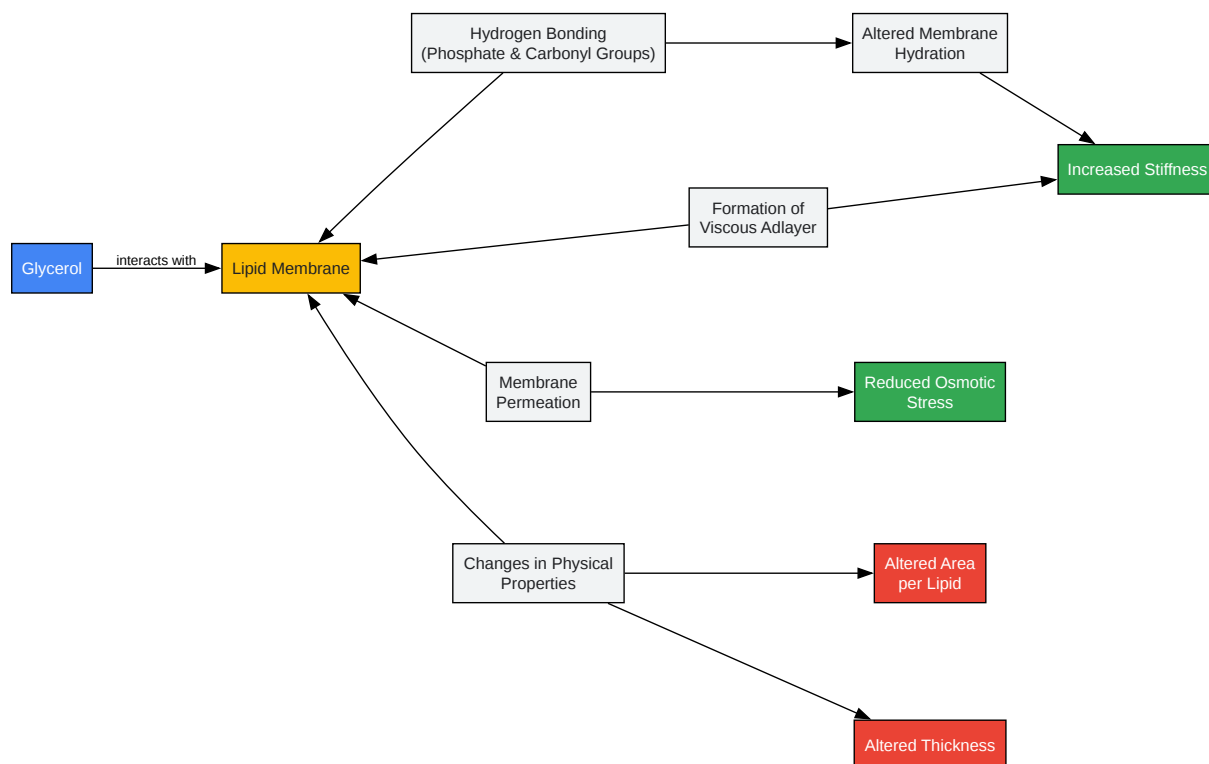 Hydrogen Bonding
(Phosphate & Carbonyl Groups)
Altered Membrane
Hydration
Increased Stiffness
Formation of
Viscous Adlayer
Glycerol
interacts with
Lipid Membrane
Membrane
Permeation
Reduced Osmotic
Stress
Changes in Physical
Properties
Altered Area
per Lipid
Altered Thickness